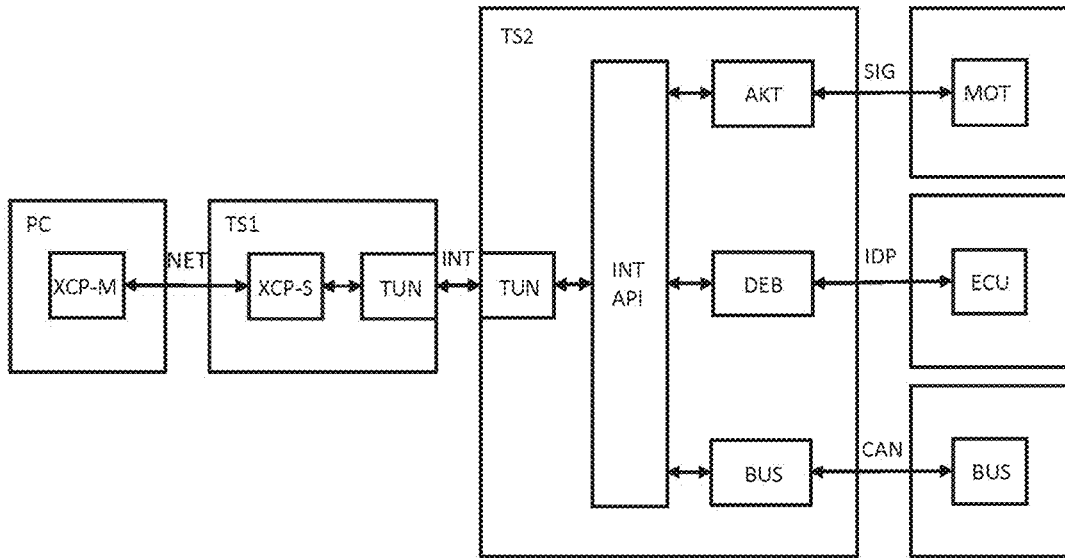 TS2
SIG
AKT
MOT
PC
TS1
NET
INT
IDP
XCP-M
XCP-S
TUN
TUN
INT
API
DEB
ECU
CAN
BUS
BUS